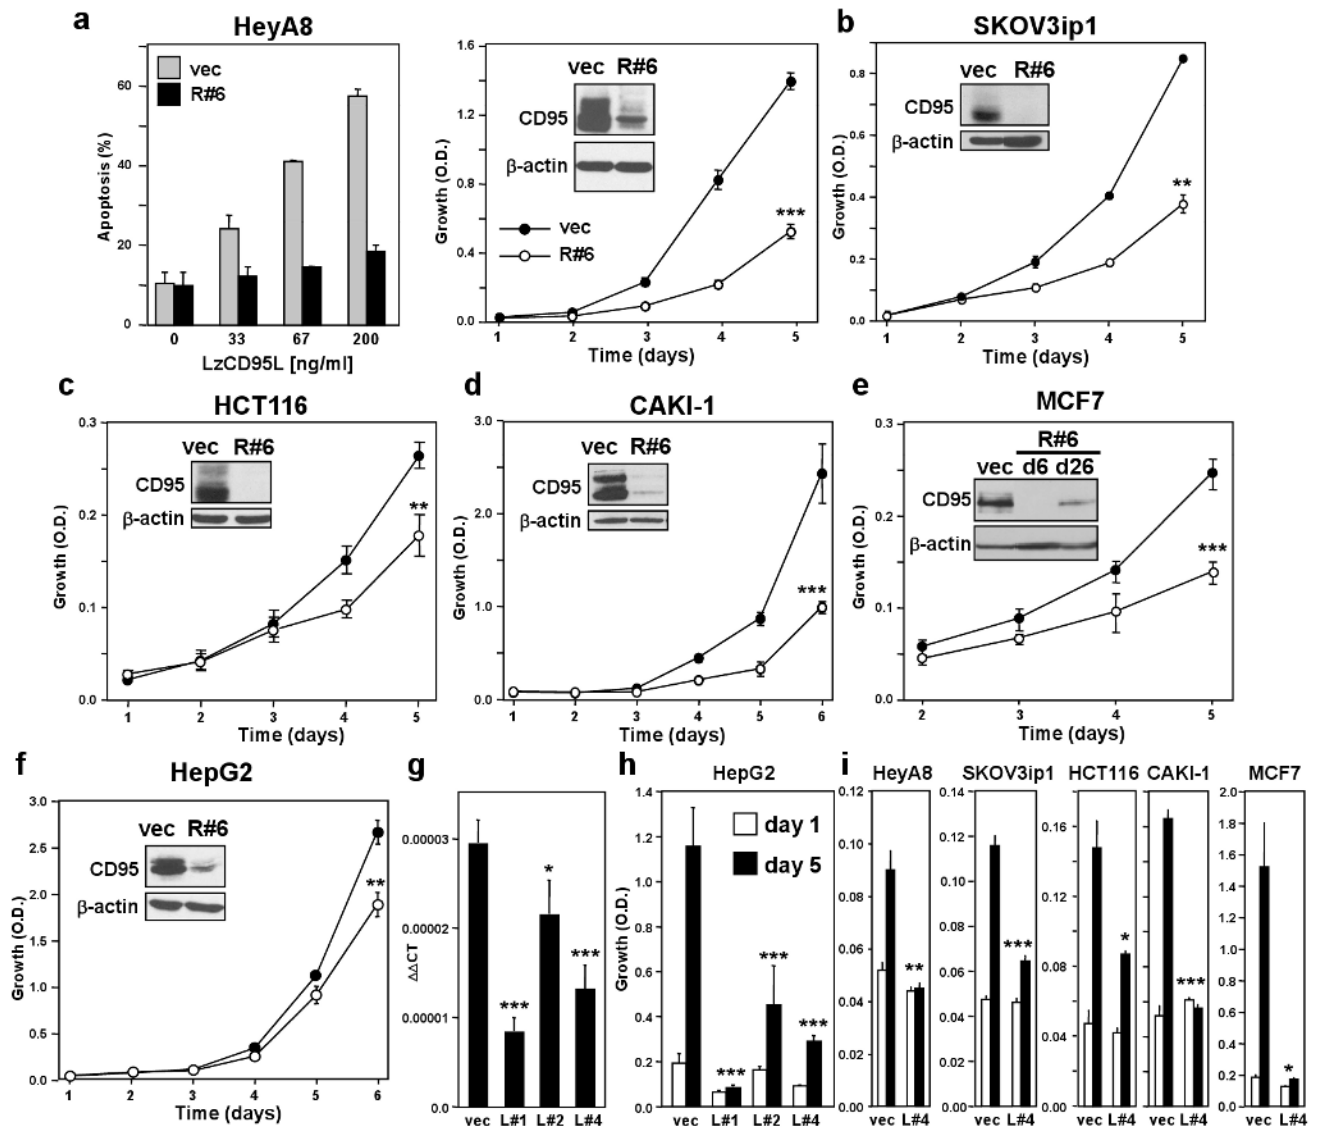 a
HeyA8
vec
R#6
Apoptosis (%)
60
40
20
0
0 33 67 200
LzCD95L [ng/ml]
vec R#6
CD95
β-actin
vec
R#6
Growth (O.D.)
1.6
1.2
0.8
0.4
0.0
***
1 2 3 4 5
Time (days)
b
SKOV3ip1
vec R#6
CD95
β-actin
Growth (O.D.)
0.8
0.6
0.4
0.2
0.0
**
1 2 3 4 5
Time (days)
c
HCT116
vec R#6
CD95
β-actin
Growth (O.D.)
0.3
0.2
0.1
0.0
**
1 2 3 4 5
Time (days)
d
CAKI-1
vec R#6
CD95
β-actin
Growth (O.D.)
3.0
2.0
1.0
0.0
***
1 2 3 4 5 6
Time (days)
e
MCF7
R#6
vec d6 d26
CD95
β-actin
Growth (O.D.)
0.3
0.2
0.1
0.0
***
2 3 4 5
Time (days)
f
HepG2
vec R#6
CD95
β-actin
Growth (O.D.)
3.0
2.5
2.0
1.5
1.0
0.5
0.0
**
1 2 3 4 5 6
Time (days)
g
ΔΔCT
0.00003
0.00002
0.00001
0.0
***
*
***
vec L#1 L#2 L#4
h
HepG2
day 1
day 5
Growth (O.D.)
1.4
1.2
1.0
0.8
0.6
0.4
0.2
0.0
***
***
***
vec L#1 L#2 L#4
i
HeyA8
0.12
0.10
0.08
0.06
0.04
0.02
0.00
**
vec L#4
SKOV3ip1
0.14
0.12
0.10
0.08
0.06
0.04
0.02
0.00
***
vec L#4
HCT116
0.16
0.12
0.08
0.04
0.00
*
vec L#4
CAKI-1
***
vec L#4
MCF7
2.0
1.8
1.6
1.4
1.2
1.0
0.8
0.6
0.4
0.2
0.0
*
vec L#4